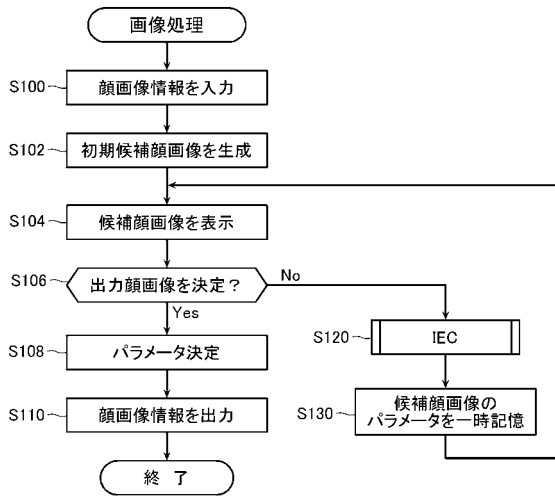 画像処理
S100
顔画像情報を入力
S102
初期候補顔画像を生成
S104
候補顔画像を表示
S106
出力顔画像を決定？
No
Yes
S108
パラメータ決定
S110
顔画像情報を出力
終 了
S120
IEC
S130
候補顔画像の
パラメータを一時記憶